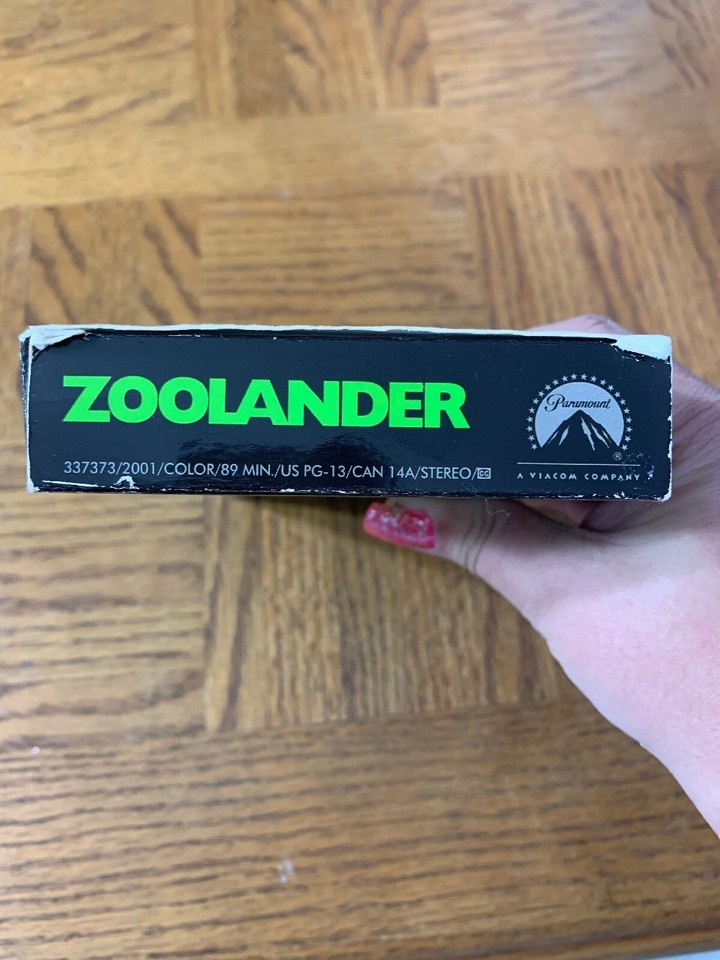 ZOOLANDER
337373/2001/COLOR/89 MIN./US PG-13/CAN 14A/STEREO/CC
Paramount
®
A VIACOM COMPANY